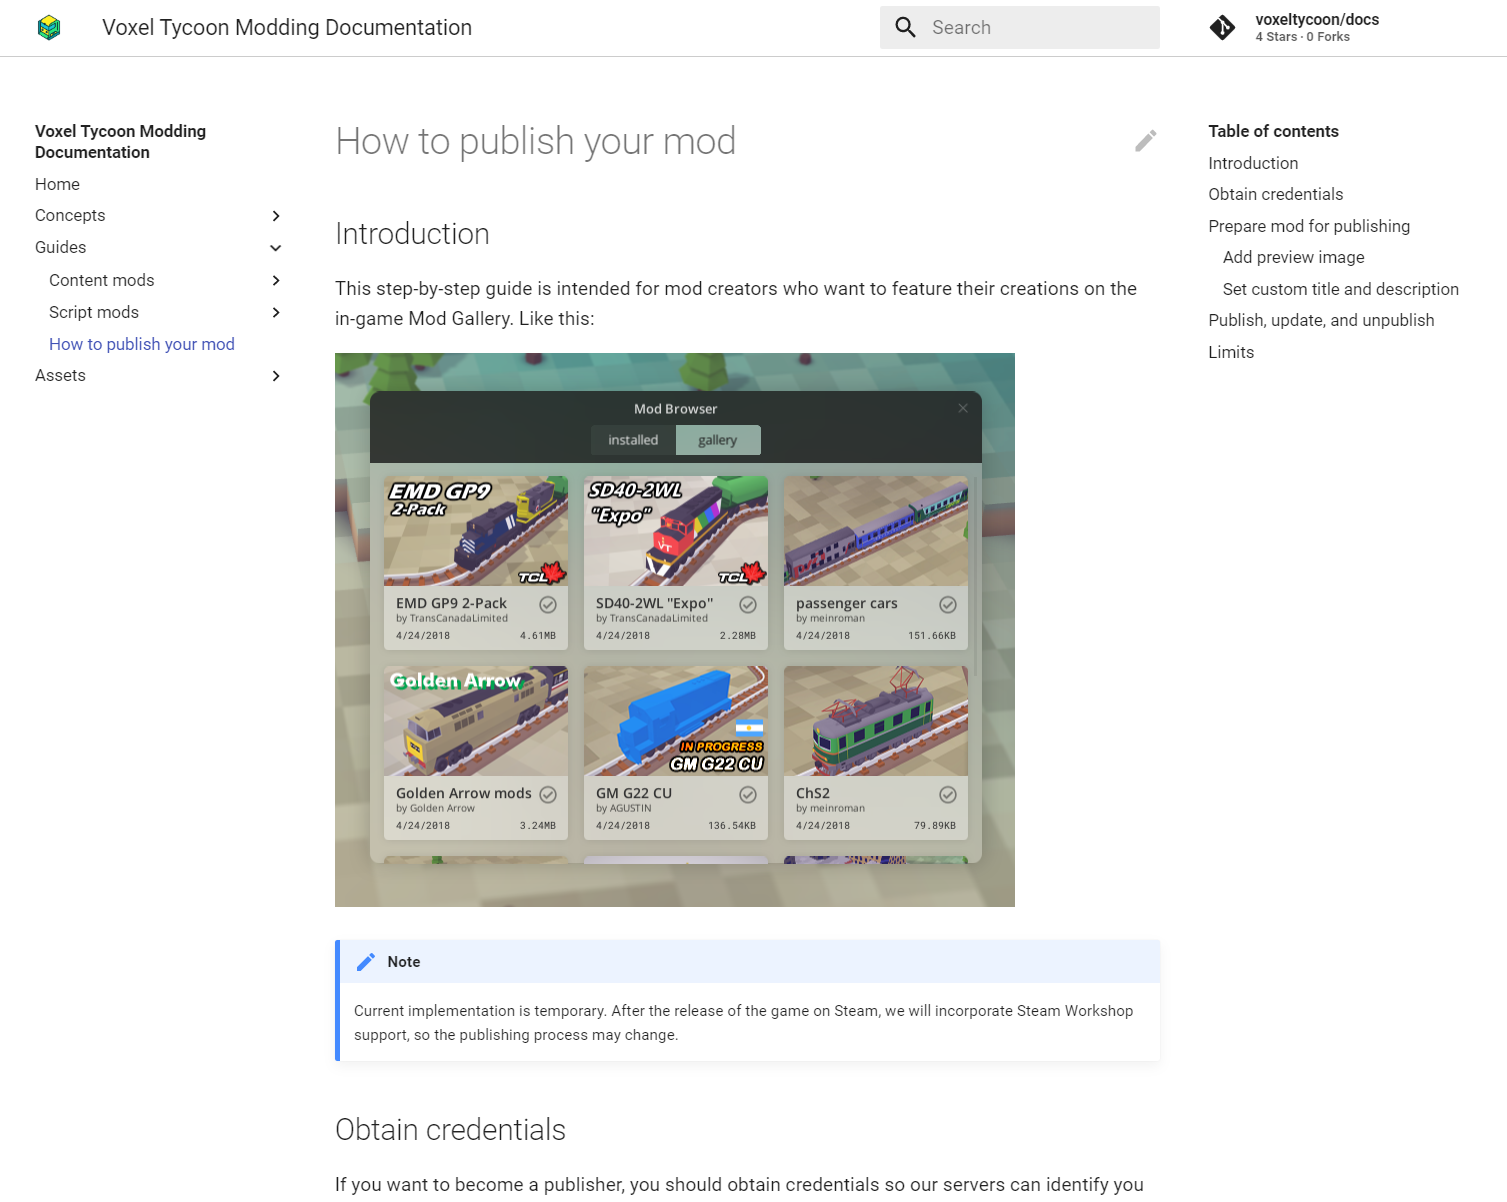 Voxel Tycoon Modding Documentation
Search
voxeltycoon/docs
4 Stars · 0 Forks
Voxel Tycoon Modding
Documentation
Home
Concepts
Guides
Content mods
Script mods
How to publish your mod
Assets
How to publish your mod
Introduction
This step-by-step guide is intended for mod creators who want to feature their creations on the
in-game Mod Gallery. Like this:
Mod Browser
installed
gallery
EMD GP9
2-Pack
TCL
EMD GP9 2-Pack
by TransCanadaLimited
4/24/2018 4.61MB
SD40-2WL
"Expo"
VT
TCL
SD40-2WL "Expo"
by TransCanadaLimited
4/24/2018 2.28MB
passenger cars
by meinroman
4/24/2018 151.66KB
Golden Arrow
Golden Arrow mods
by Golden Arrow
4/24/2018 3.24MB
IN PROGRESS
GM G22 CU
GM G22 CU
by AGUSTIN
4/24/2018 136.54KB
ChS2
by meinroman
4/24/2018 79.89KB
Note
Current implementation is temporary. After the release of the game on Steam, we will incorporate Steam Workshop
support, so the publishing process may change.
Obtain credentials
If you want to become a publisher, you should obtain credentials so our servers can identify you
Table of contents
Introduction
Obtain credentials
Prepare mod for publishing
Add preview image
Set custom title and description
Publish, update, and unpublish
Limits